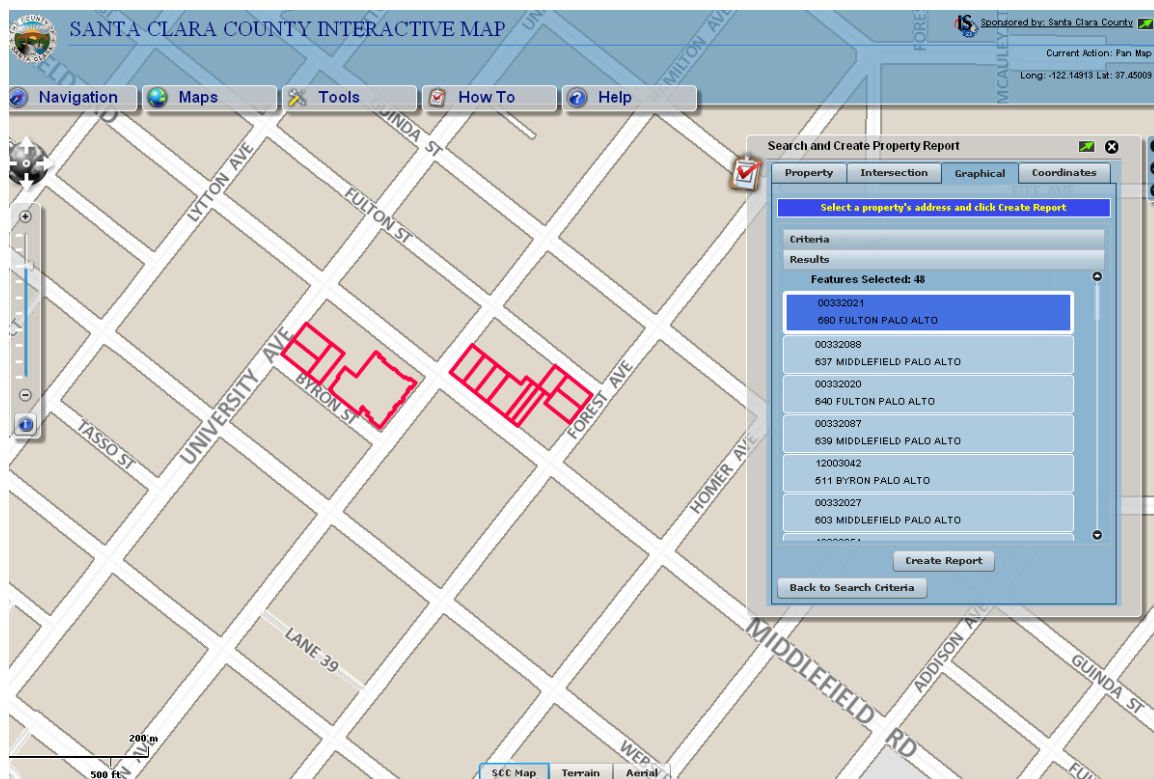 SANTA CLARA COUNTY INTERACTIVE MAP
Sponsored by: Santa Clara County
Current Action: Pan Map
Long: -122.14913 Lat: 37.45009
Navigation
Maps
Tools
How To
Help
HAMILTON AVE
MCAULEY
GUINDA ST
LYTTON AVE
FULTON ST
UNIVERSITY AVE
BYRON ST
FOREST AVE
TASSO ST
HOMER AVE
LANE 39
MIDDLEFIELD RD
ADDISON AVE
GUINDA ST
FIFE AVE
Search and Create Property Report
Property
Intersection
Graphical
Coordinates
Select a property's address and click Create Report
Criteria
Results
Features Selected: 48
00332021
680 FULTON PALO ALTO
00332088
637 MIDDLEFIELD PALO ALTO
00332020
640 FULTON PALO ALTO
00332087
639 MIDDLEFIELD PALO ALTO
12003042
511 BYRON PALO ALTO
00332027
603 MIDDLEFIELD PALO ALTO
Create Report
Back to Search Criteria
200 m
500 ft
SCC Map
Terrain
Aerial